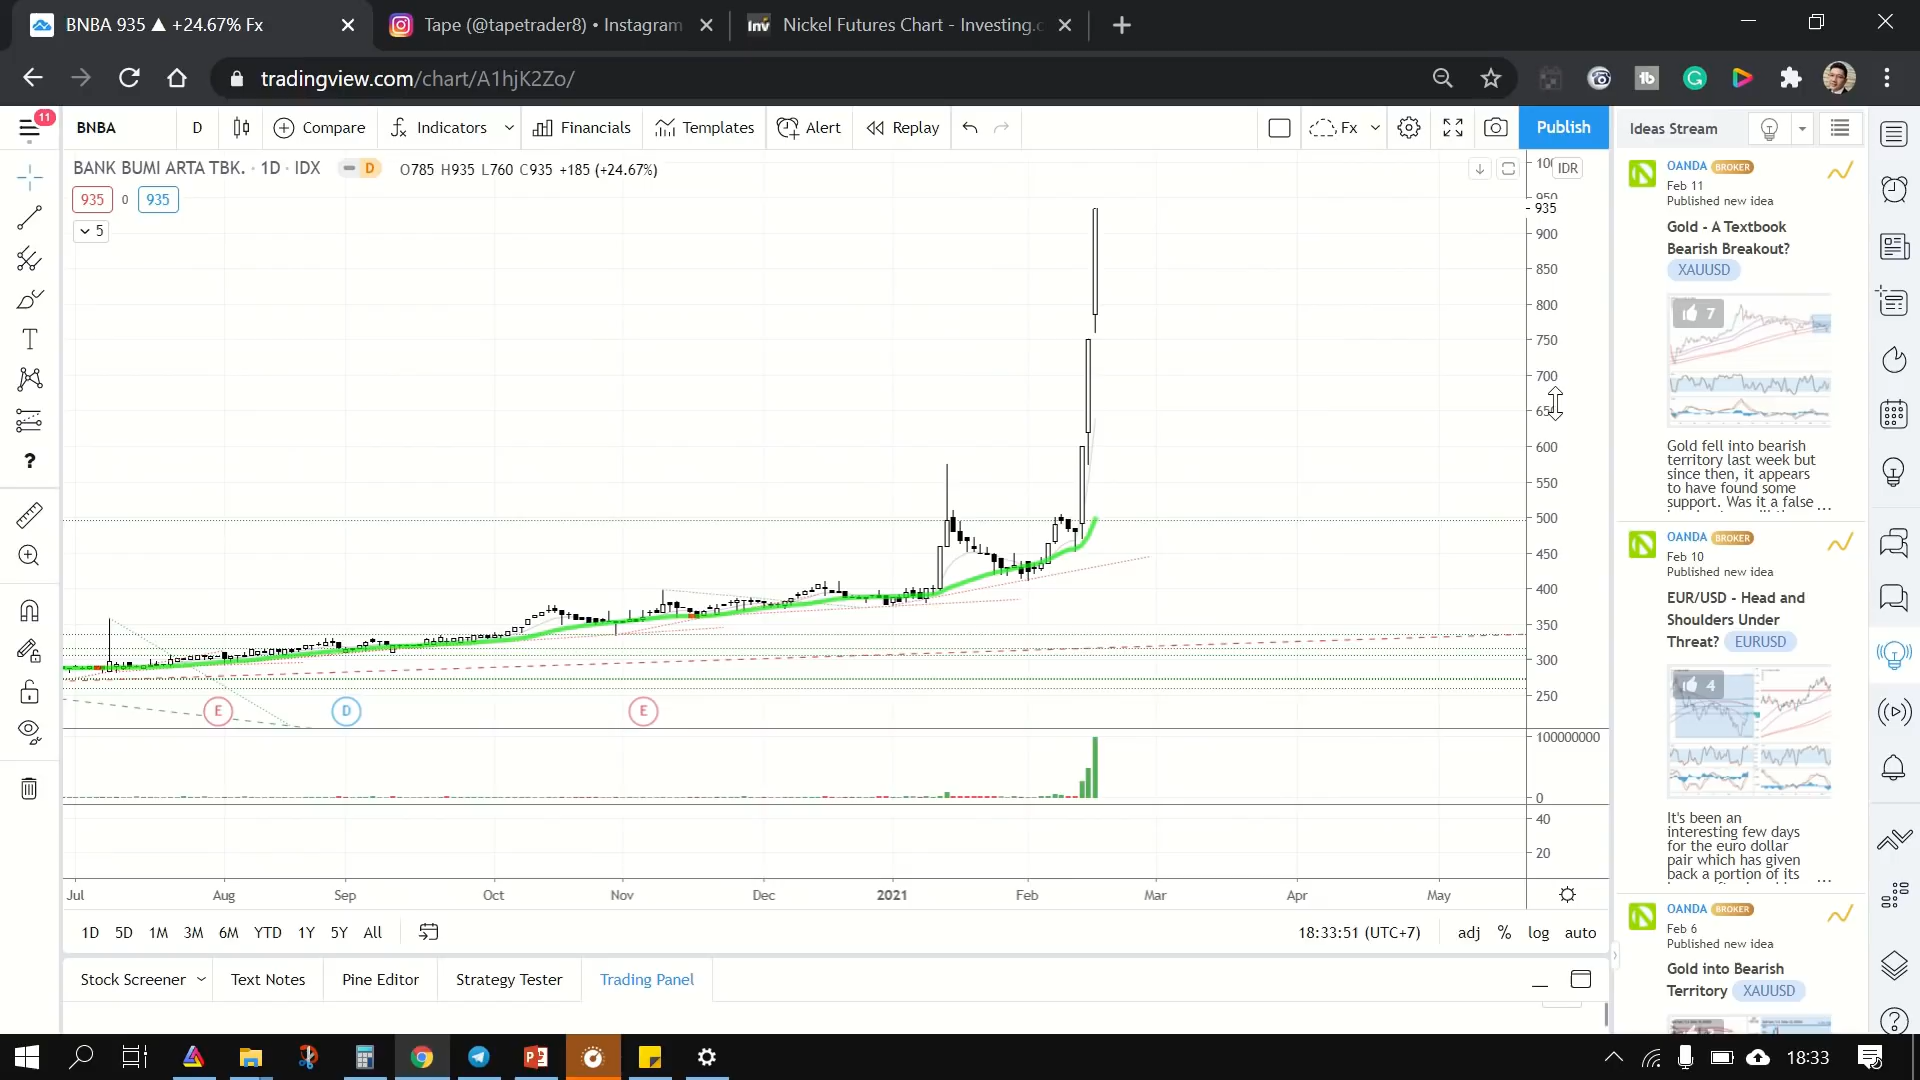 BNBA 935 ▲ +24.67% Fx
Tape (@tapetrader8) • Instagram
Inv
Nickel Futures Chart - Investing.c
tradingview.com/chart/A1hjK2Zo/
11
BNBA
D
Compare
Indicators
Financials
Templates
Alert
Replay
Fx
Publish
Ideas Stream
BANK BUMI ARTA TBK. · 1D · IDX
D
O785 H935 L760 C935 +185 (+24.67%)
IDR
935
0
935
5
950
935
900
850
800
750
700
650
600
550
500
450
400
350
300
250
E
D
E
100000000
0
40
20
Jul
Aug
Sep
Oct
Nov
Dec
2021
Feb
Mar
Apr
May
1D
5D
1M
3M
6M
YTD
1Y
5Y
All
18:33:51 (UTC+7)
adj
%
log
auto
Stock Screener
Text Notes
Pine Editor
Strategy Tester
Trading Panel
OANDA BROKER
Feb 11
Published new idea
Gold - A Textbook
Bearish Breakout?
XAUUSD
7
Gold fell into bearish
territory last week but
since then, it appears
to have found some
support. Was it a false ...
OANDA BROKER
Feb 10
Published new idea
EUR/USD - Head and
Shoulders Under
Threat? EURUSD
4
It's been an
interesting few days
for the euro dollar
pair which has given
back a portion of its ...
OANDA BROKER
Feb 6
Published new idea
Gold into Bearish
Territory XAUUSD
18:33